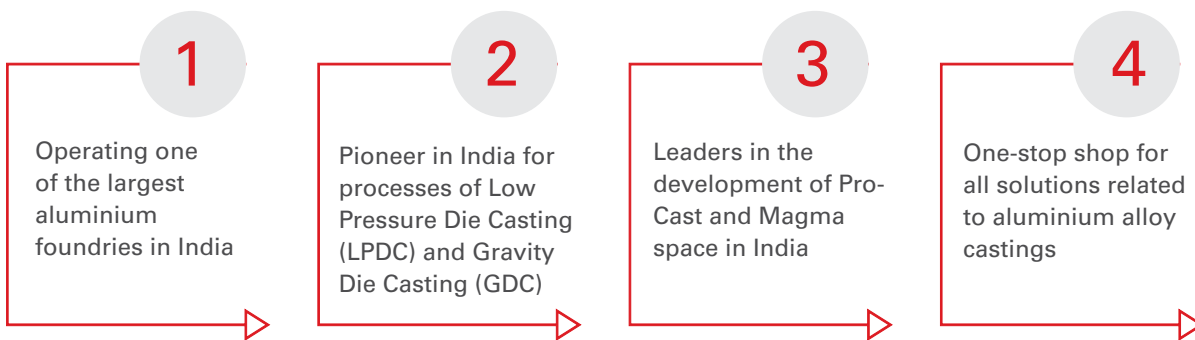 1
Operating one
of the largest
aluminium
foundries in India
2
Pioneer in India for
processes of Low
Pressure Die Casting
(LPDC) and Gravity
Die Casting (GDC)
3
Leaders in the
development of Pro-
Cast and Magma
space in India
4
One-stop shop for
all solutions related
to aluminium alloy
castings